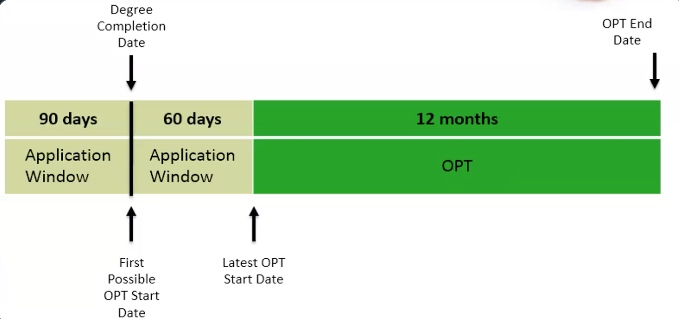 Degree
Completion
Date
OPT End
Date
90 days
60 days
12 months
Application
Window
Application
Window
OPT
First
Possible
OPT Start
Date
Latest OPT
Start Date